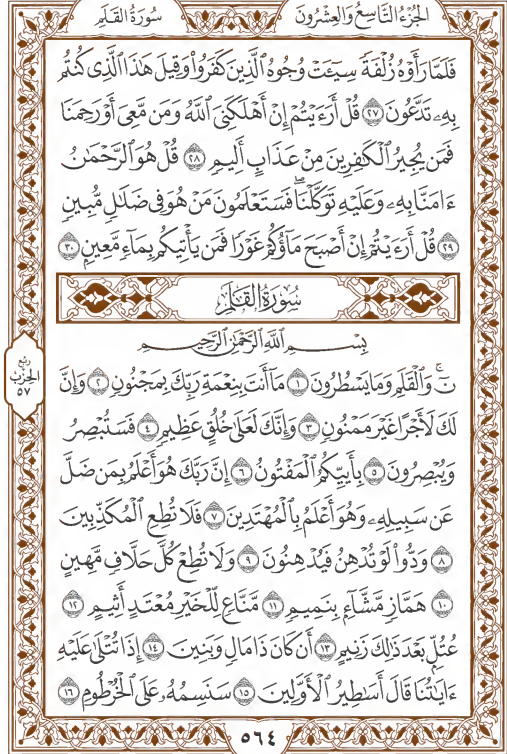 الجزء التاسع والعشرون
سورة القلم
فَلَمَّا رَأَوْهُ زُلْفَةً سِيٓـَٔتْ وُجُوهُ ٱلَّذِينَ كَفَرُوا۟ وَقِيلَ هَٰذَا ٱلَّذِى كُنتُم
بِهِۦ تَدَّعُونَ ٢٧ قُلْ أَرَءَيْتُمْ إِنْ أَهْلَكَنِىَ ٱللَّهُ وَمَن مَّعِىَ أَوْ رَحِمَنَا
فَمَن يُجِيرُ ٱلْكَٰفِرِينَ مِنْ عَذَابٍ أَلِيمٍ ٢٨ قُلْ هُوَ ٱلرَّحْمَٰنُ
ءَامَنَّا بِهِۦ وَعَلَيْهِ تَوَكَّلْنَا ۖ فَسَتَعْلَمُونَ مَنْ هُوَ فِى ضَلَٰلٍ مُّبِينٍ
٢٩ قُلْ أَرَءَيْتُمْ إِنْ أَصْبَحَ مَآؤُكُمْ غَوْرًا فَمَن يَأْتِيكُم بِمَآءٍ مَّعِينٍۭ ٣٠
سُورَةُ القَلَمِ
بِسْمِ ٱللَّهِ ٱلرَّحْمَٰنِ ٱلرَّحِيمِ
نٓ ۚ وَٱلْقَلَمِ وَمَا يَسْطُرُونَ ١ مَآ أَنتَ بِنِعْمَةِ رَبِّكَ بِمَجْنُونٍ ٢ وَإِنَّ
لَكَ لَأَجْرًا غَيْرَ مَمْنُونٍ ٣ وَإِنَّكَ لَعَلَىٰ خُلُقٍ عَظِيمٍ ٤ فَسَتُبْصِرُ
وَيُبْصِرُونَ ٥ بِأَييِّكُمُ ٱلْمَفْتُونُ ٦ إِنَّ رَبَّكَ هُوَ أَعْلَمُ بِمَن ضَلَّ
عَن سَبِيلِهِۦ وَهُوَ أَعْلَمُ بِٱلْمُهْتَدِينَ ٧ فَلَا تُطِعِ ٱلْمُكَذِّبِينَ
٨ وَدُّوا۟ لَوْ تُدْهِنُ فَيُدْهِنُونَ ٩ وَلَا تُطِعْ كُلَّ حَلَّافٍ مَّهِينٍ
١٠ هَمَّازٍ مَّشَّآءٍۭ بِنَمِيمٍ ١١ مَّنَّاعٍ لِّلْخَيْرِ مُعْتَدٍ أَثِيمٍ ١٢
عُتُلٍّۭ بَعْدَ ذَٰلِكَ زَنِيمٍ ١٣ أَن كَانَ ذَا مَالٍ وَبَنِينَ ١٤ إِذَا تُتْلَىٰ عَلَيْهِ
ءَايَٰتُنَا قَالَ أَسَٰطِيرُ ٱلْأَوَّلِينَ ١٥ سَنَسِمُهُۥ عَلَى ٱلْخُرْطُومِ ١٦
ربع
الحزب
٥٧
٥٦٤